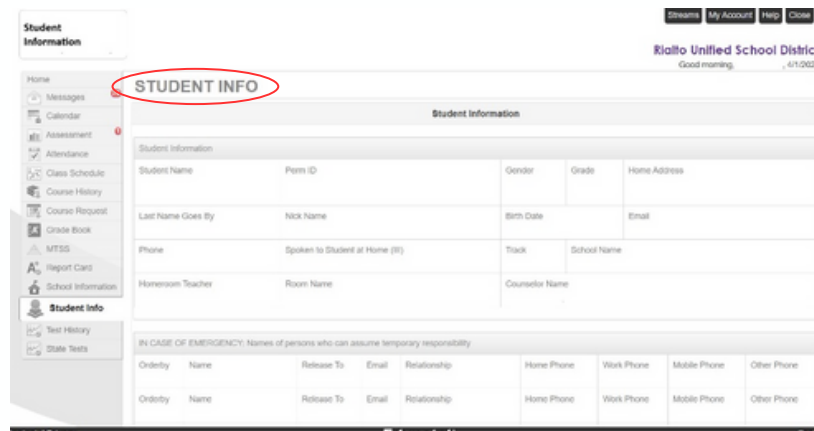 Streams My Account Help Close
Student
Information
Rialto Unified School Distric
Good morning, , 4/1/202
Home
STUDENT INFO
Messages
Calendar
Student Information
Assessment
Attendance
Student Information
Class Schedule
Student Name Perm ID Gender Grade Home Address
Course History
Course Request
Last Name Goes By Nick Name Birth Date Email
Grade Book
MTSS
Phone Spoken to Student at Home (III) Track School Name
Report Card
School Information
Homeroom Teacher Room Name Counselor Name
Student Info
Test History
State Tests
IN CASE OF EMERGENCY: Names of persons who can assume temporary responsibility
Orderby Name Release To Email Relationship Home Phone Work Phone Mobile Phone Other Phone
Orderby Name Release To Email Relationship Home Phone Work Phone Mobile Phone Other Phone